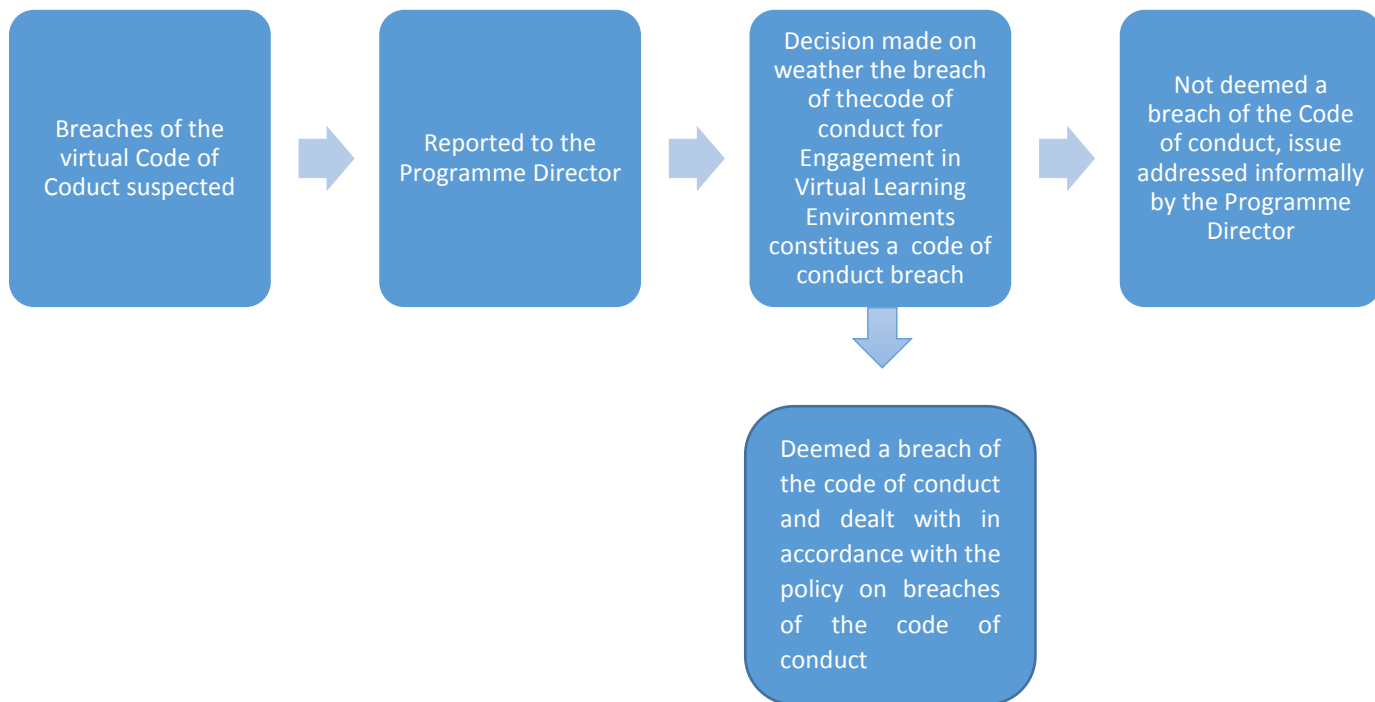 Breaches of the
virtual Code of
Coduct suspected
Reported to the
Programme Director
Decision made on
weather the breach
of thecode of
conduct for
Engagement in
Virtual Learning
Environments
constitues a code of
conduct breach
Not deemed a
breach of the Code
of conduct, issue
addressed informally
by the Programme
Director
Deemed a breach of
the code of conduct
and dealt with in
accordance with the
policy on breaches
of the code of
conduct